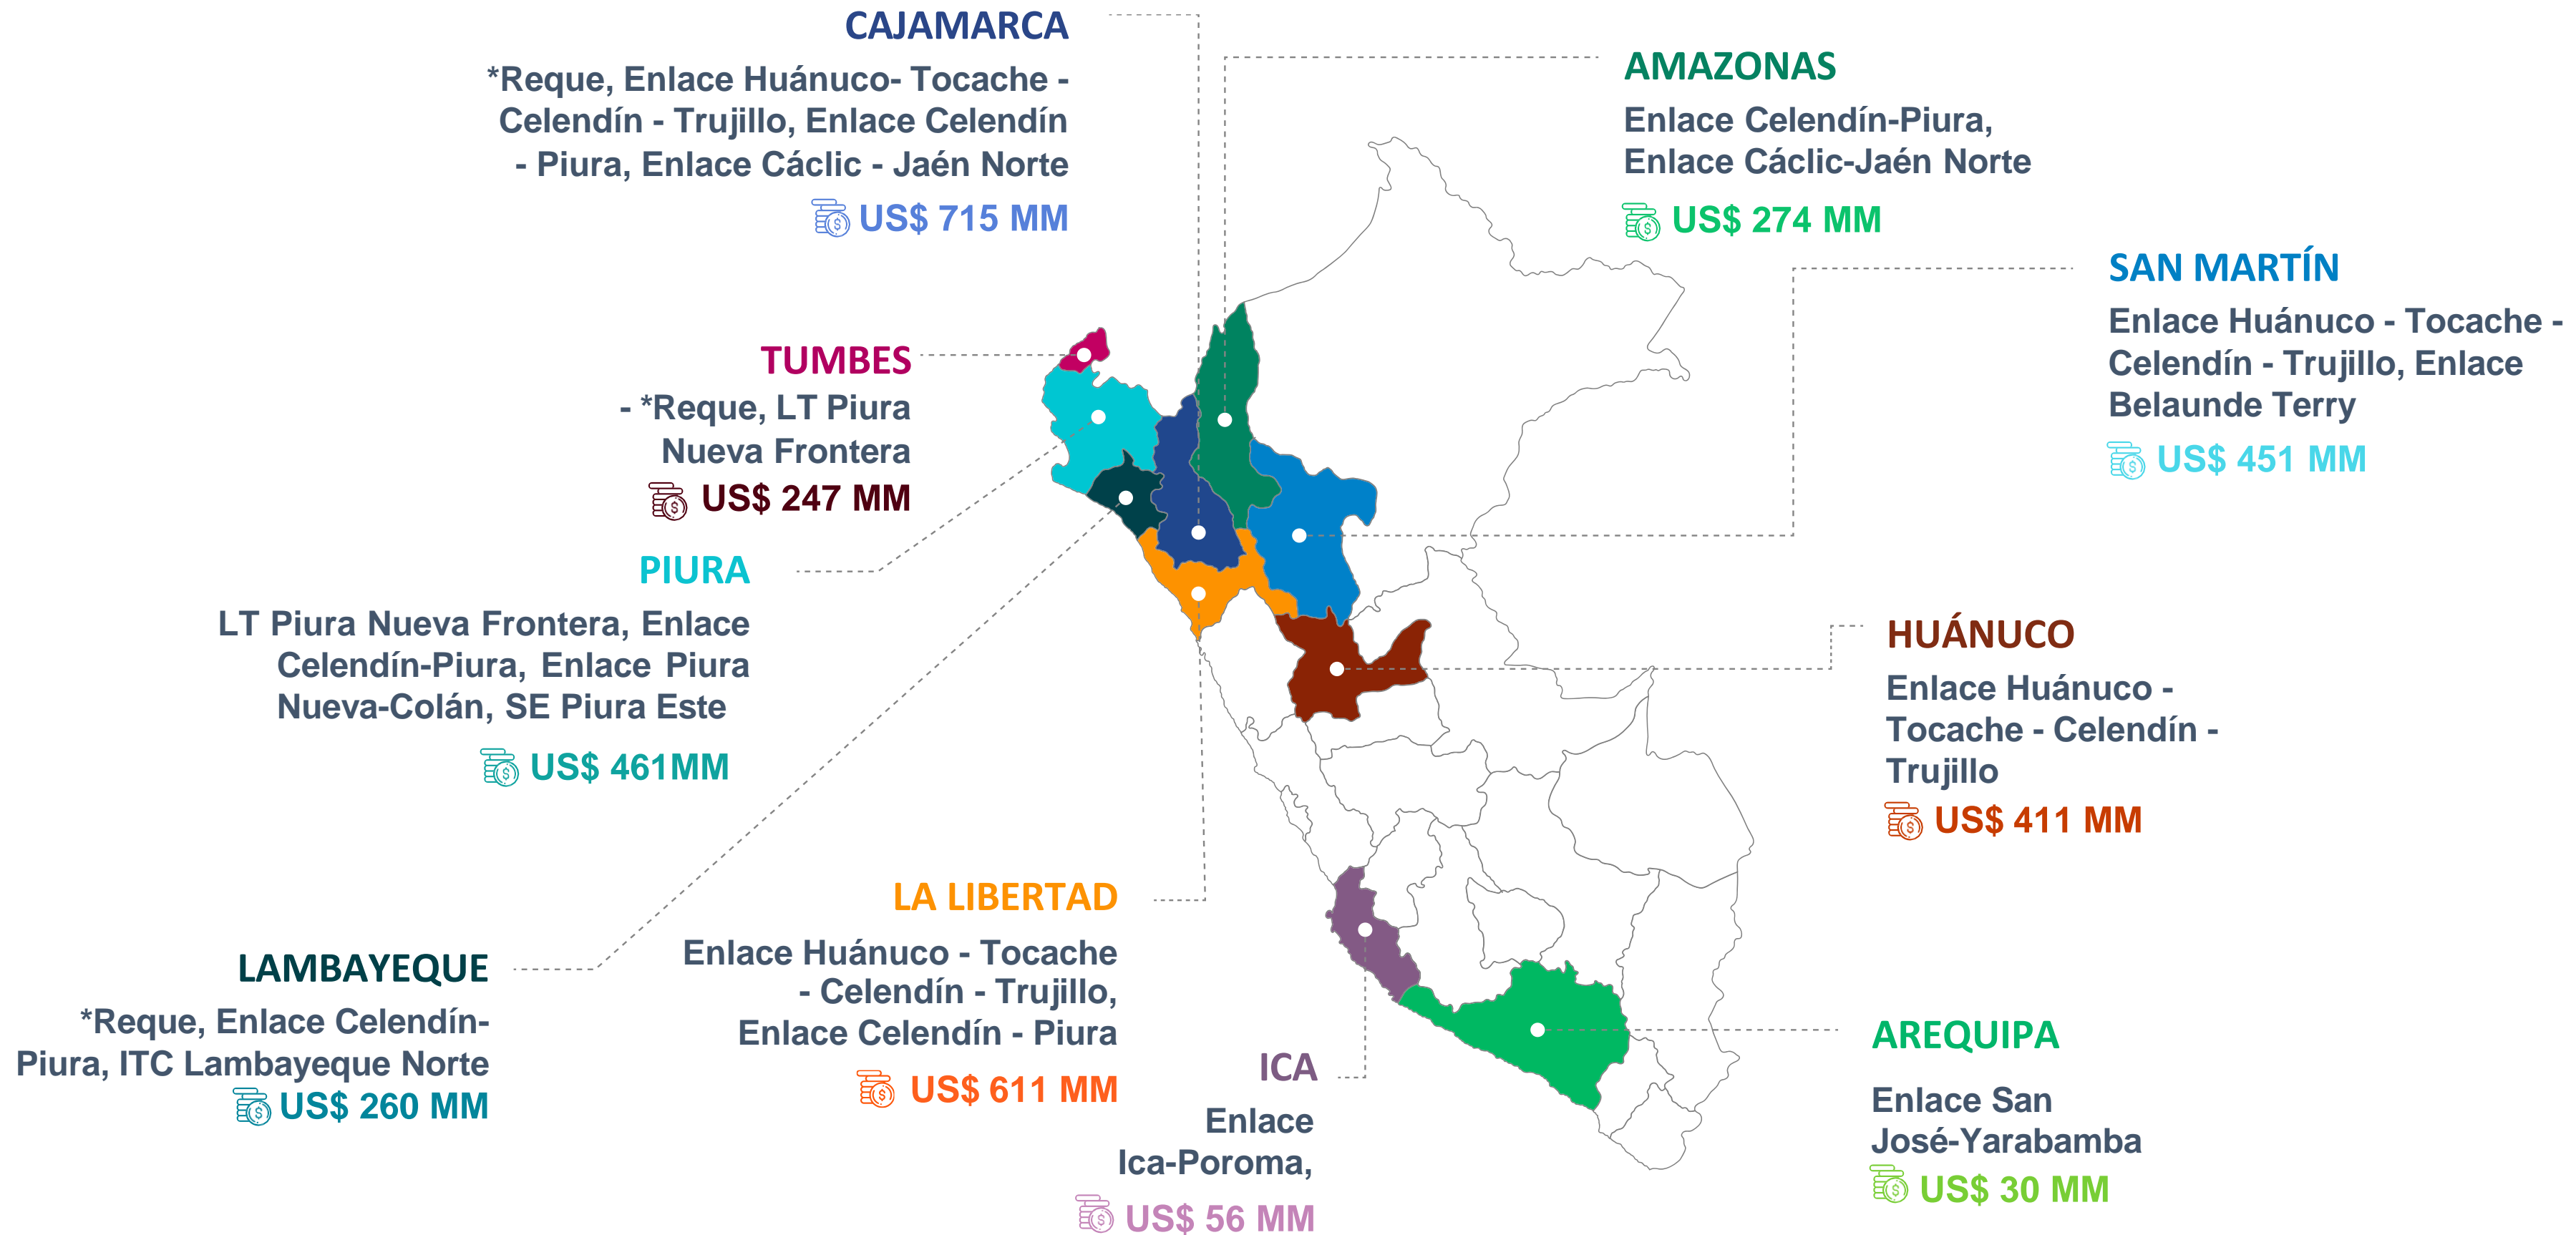 CAJAMARCA
*Reque, Enlace Huánuco- Tocache -
Celendín - Trujillo, Enlace Celendín
- Piura, Enlace Cáclic - Jaén Norte
US$ 715 MM
AMAZONAS
Enlace Celendín-Piura,
Enlace Cáclic-Jaén Norte
US$ 274 MM
SAN MARTÍN
Enlace Huánuco - Tocache -
Celendín - Trujillo, Enlace
Belaunde Terry
US$ 451 MM
TUMBES
- *Reque, LT Piura
Nueva Frontera
US$ 247 MM
PIURA
LT Piura Nueva Frontera, Enlace
Celendín-Piura, Enlace Piura
Nueva-Colán, SE Piura Este
US$ 461MM
HUÁNUCO
Enlace Huánuco -
Tocache - Celendín -
Trujillo
US$ 411 MM
LA LIBERTAD
Enlace Huánuco - Tocache
- Celendín - Trujillo,
Enlace Celendín - Piura
US$ 611 MM
LAMBAYEQUE
*Reque, Enlace Celendín-
Piura, ITC Lambayeque Norte
US$ 260 MM
ICA
Enlace
Ica-Poroma,
US$ 56 MM
AREQUIPA
Enlace San
José-Yarabamba
US$ 30 MM